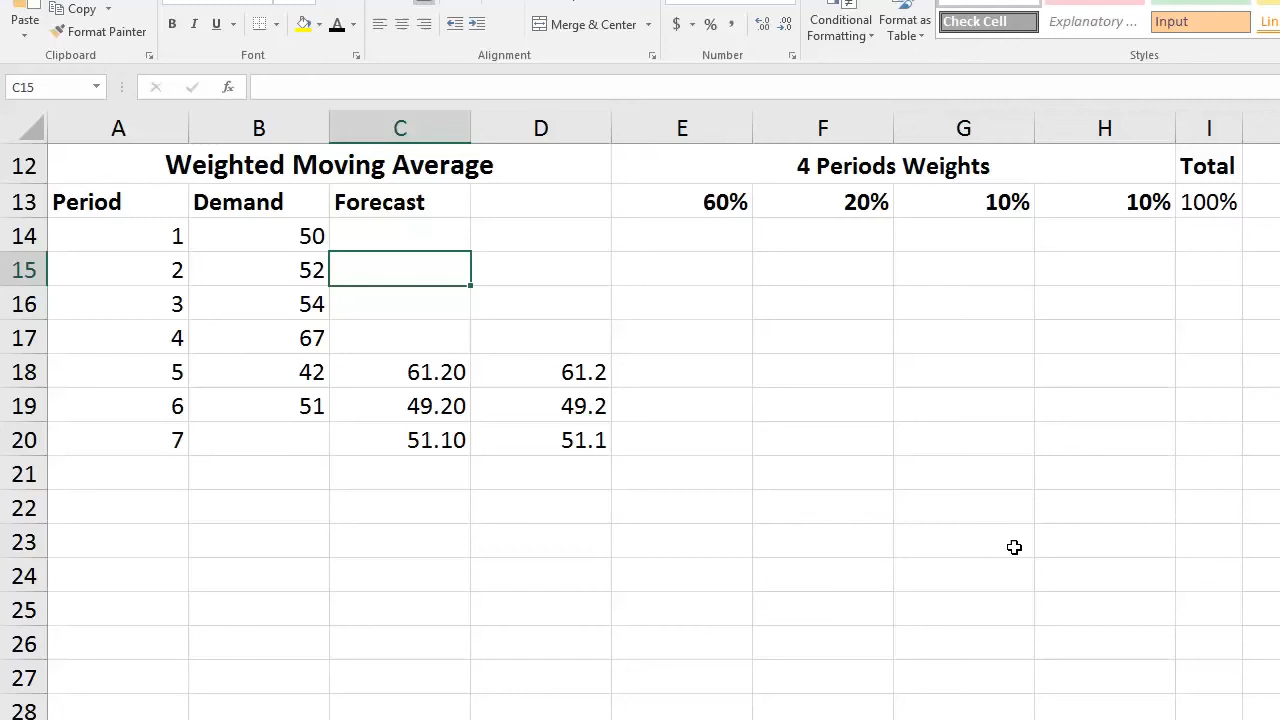 Copy
Paste
Format Painter
B I U A
Merge & Center
$ % ,
Conditional Formatting
Format as Table
Check Cell
Explanatory ...
Input
Clipboard
Font
Alignment
Number
Styles
C15 fx
A B C D E F G H I
12 Weighted Moving Average 4 Periods Weights Total
13 Period Demand Forecast 60% 20% 10% 10% 100%
14 1 50
15 2 52
16 3 54
17 4 67
18 5 42 61.20 61.2
19 6 51 49.20 49.2
20 7 51.10 51.1
21
22
23
24
25
26
27
28